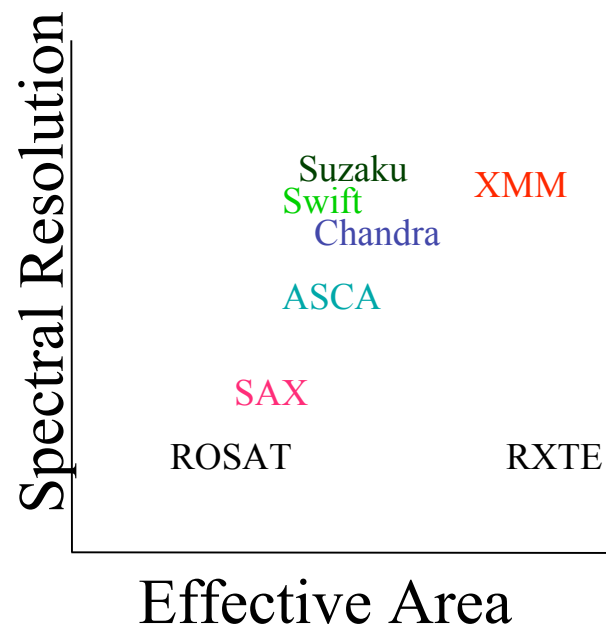 Spectral Resolution
Suzaku
XMM
Swift
Chandra
ASCA
SAX
ROSAT
RXTE
Effective Area